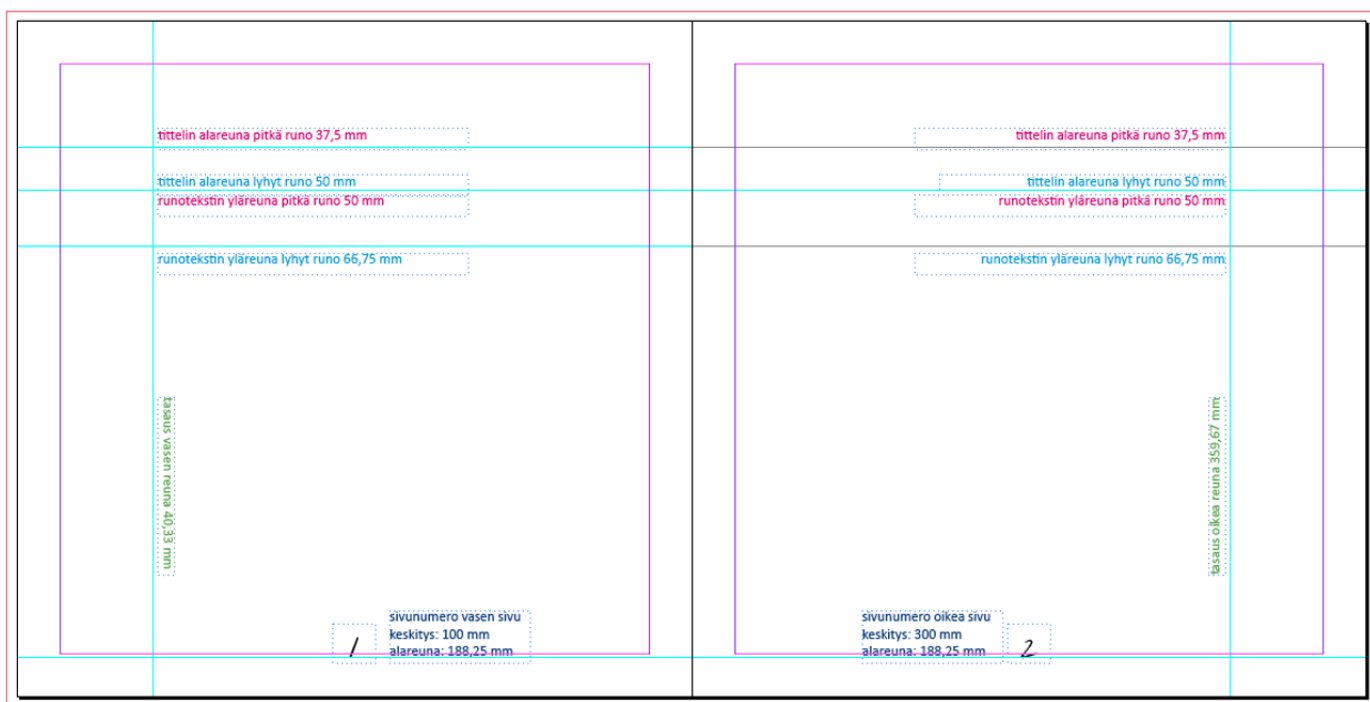 tittelin alareuna pitkä runo 37,5 mm
tittelin alareuna lyhyt runo 50 mm
runotekstin yläreuna pitkä runo 50 mm
runotekstin yläreuna lyhyt runo 66,75 mm
tasaus vasen reuna 40,33 mm
sivunumero vasen sivu
keskitys: 100 mm
alareuna: 188,25 mm
1
tittelin alareuna pitkä runo 37,5 mm
tittelin alareuna lyhyt runo 50 mm
runotekstin yläreuna pitkä runo 50 mm
runotekstin yläreuna lyhyt runo 66,75 mm
tasaus oikea reuna 359,67 mm
sivunumero oikea sivu
keskitys: 300 mm
alareuna: 188,25 mm
2